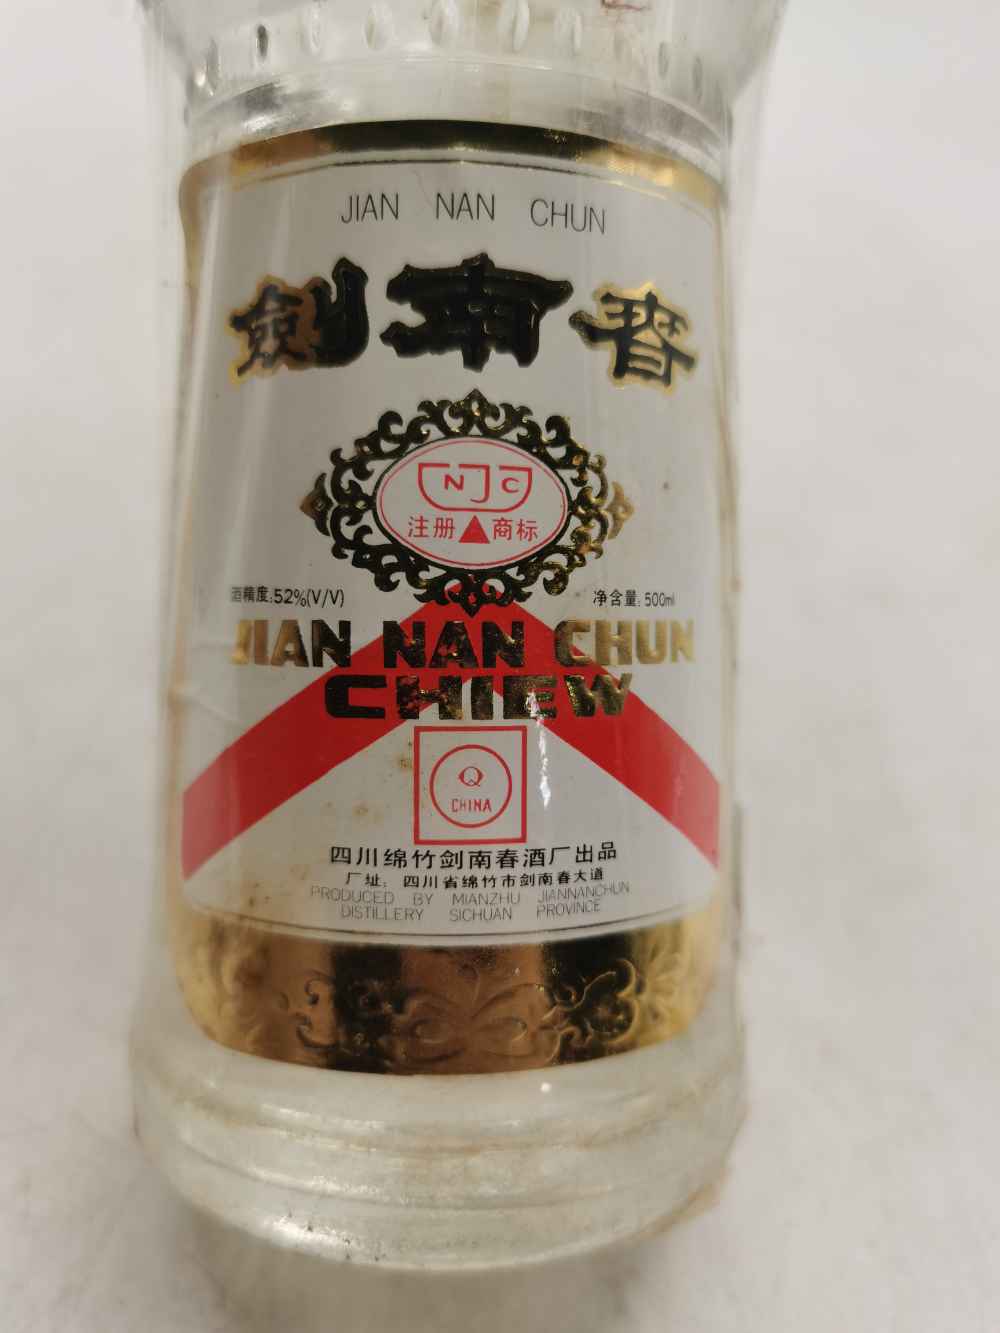 JIAN NAN CHUN
劍南春
NJC
注册 商标
酒精度:52%(V/V) 净含量:500ml
JIAN NAN CHUN
CHIEW
Q
CHINA
四川绵竹剑南春酒厂出品
厂址: 四川省绵竹市剑南春大道
PRODUCED BY MIANZHU JIANNANCHUN
DISTILLERY SICHUAN PROVINCE